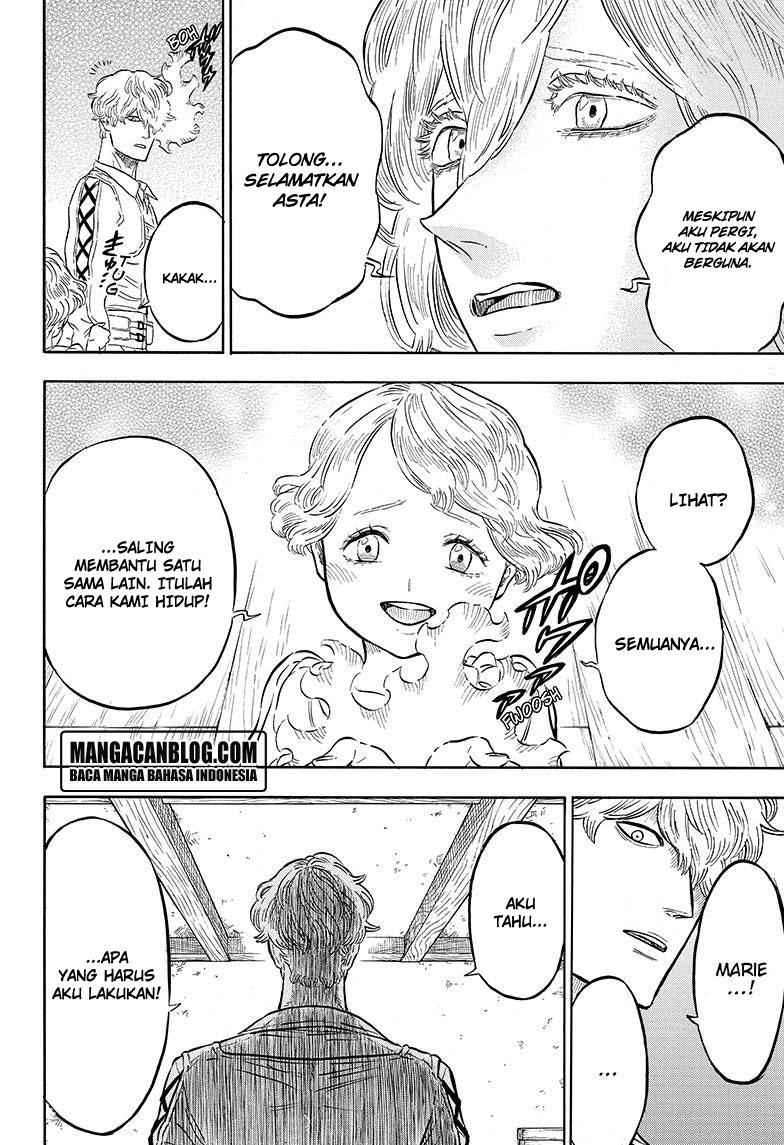 MESKIPUN
AKU PERGI,
AKU TIDAK AKAN
BERGUNA.
TOLONG...
SELAMATKAN
ASTA!
BOH
KAKAK...
TUG
LIHAT?
SEMUANYA...
FWOOSH
...SALING
MEMBANTU SATU
SAMA LAIN. ITULAH
CARA KAMI HIDUP!
MANGACANBLOG.COM
BACA MANGA BAHASA INDONESIA
MARIE
...!
...
AKU
TAHU...
...APA
YANG HARUS
AKU LAKUKAN!